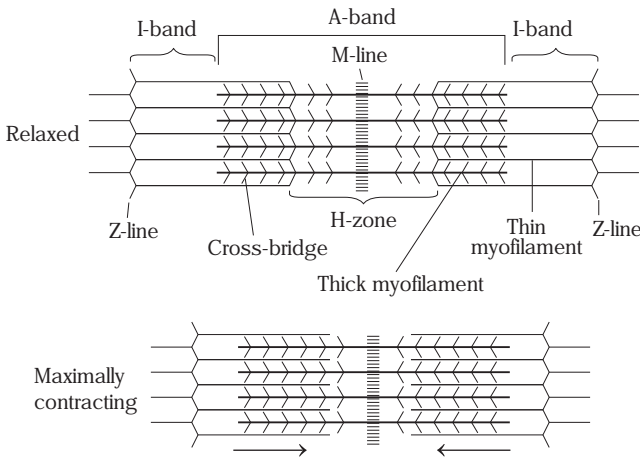 A-band
I-band
I-band
M-line
Relaxed
Z-line
H-zone
Thin
myofilament
Z-line
Cross-bridge
Thick myofilament
Maximally
contracting